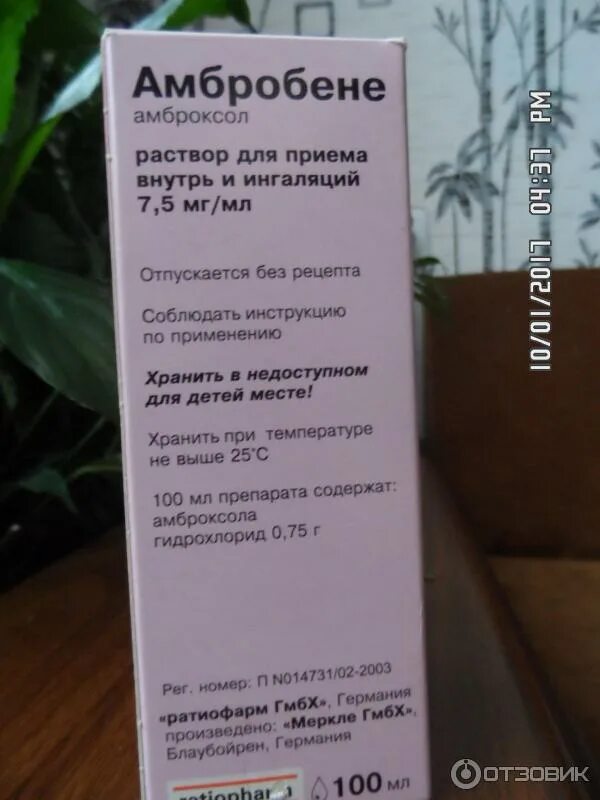 Амбробене
амброксол
раствор для приема
внутрь и ингаляций
7,5 мг/мл
Отпускается без рецепта
Соблюдать инструкцию
по применению
Хранить в недоступном
для детей месте!
Хранить при температуре
не выше 25°С
100 мл препарата содержат:
амброксола
гидрохлорид 0,75 г
Рег. номер: П N014731/02-2003
«ратиофарм ГмбХ», Германия
произведено: «Меркле ГмбХ»,
Блаубойрен, Германия
ratiopharm
100 мл
10/01/2017 04:37 PM
ОТЗОВИК